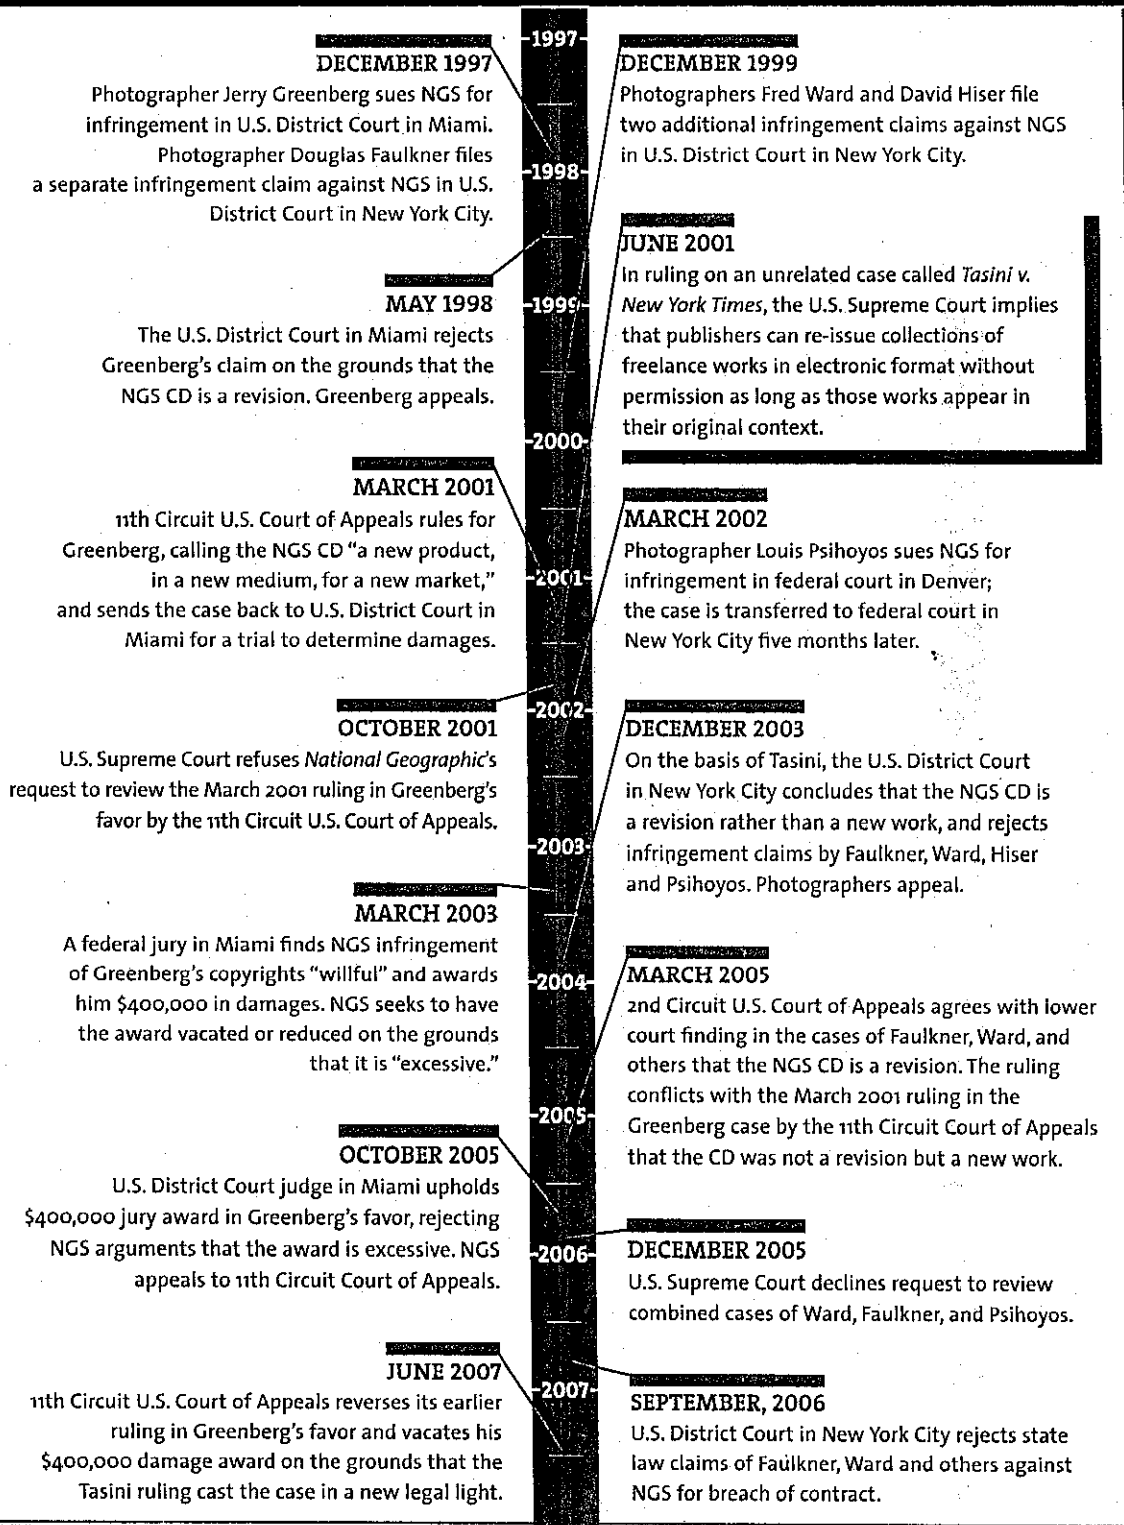 DECEMBER 1997
Photographer Jerry Greenberg sues NGS for
infringement in U.S. District Court in Miami.
Photographer Douglas Faulkner files
a separate infringement claim against NGS in U.S.
District Court in New York City.
MAY 1998
The U.S. District Court in Miami rejects
Greenberg's claim on the grounds that the
NGS CD is a revision. Greenberg appeals.
MARCH 2001
11th Circuit U.S. Court of Appeals rules for
Greenberg, calling the NGS CD "a new product,
in a new medium, for a new market,"
and sends the case back to U.S. District Court in
Miami for a trial to determine damages.
OCTOBER 2001
U.S. Supreme Court refuses National Geographic's
request to review the March 2001 ruling in Greenberg's
favor by the 11th Circuit U.S. Court of Appeals.
MARCH 2003
A federal jury in Miami finds NGS infringement
of Greenberg's copyrights "willful" and awards
him $400,000 in damages. NGS seeks to have
the award vacated or reduced on the grounds
that it is "excessive."
OCTOBER 2005
U.S. District Court judge in Miami upholds
$400,000 jury award in Greenberg's favor, rejecting
NGS arguments that the award is excessive. NGS
appeals to 11th Circuit Court of Appeals.
JUNE 2007
11th Circuit U.S. Court of Appeals reverses its earlier
ruling in Greenberg's favor and vacates his
$400,000 damage award on the grounds that the
Tasini ruling cast the case in a new legal light.
1997
1998
1999
2000
2001
2002
2003
2004
2005
2006
2007
DECEMBER 1999
Photographers Fred Ward and David Hiser file
two additional infringement claims against NGS
in U.S. District Court in New York City.
JUNE 2001
In ruling on an unrelated case called Tasini v.
New York Times, the U.S. Supreme Court implies
that publishers can re-issue collections of
freelance works in electronic format without
permission as long as those works appear in
their original context.
MARCH 2002
Photographer Louis Psihoyos sues NGS for
infringement in federal court in Denver;
the case is transferred to federal court in
New York City five months later.
DECEMBER 2003
On the basis of Tasini, the U.S. District Court
in New York City concludes that the NGS CD is
a revision rather than a new work, and rejects
infringement claims by Faulkner, Ward, Hiser
and Psihoyos. Photographers appeal.
MARCH 2005
2nd Circuit U.S. Court of Appeals agrees with lower
court finding in the cases of Faulkner, Ward, and
others that the NGS CD is a revision. The ruling
conflicts with the March 2001 ruling in the
Greenberg case by the 11th Circuit Court of Appeals
that the CD was not a revision but a new work.
DECEMBER 2005
U.S. Supreme Court declines request to review
combined cases of Ward, Faulkner, and Psihoyos.
SEPTEMBER, 2006
U.S. District Court in New York City rejects state
law claims of Faulkner, Ward and others against
NGS for breach of contract.